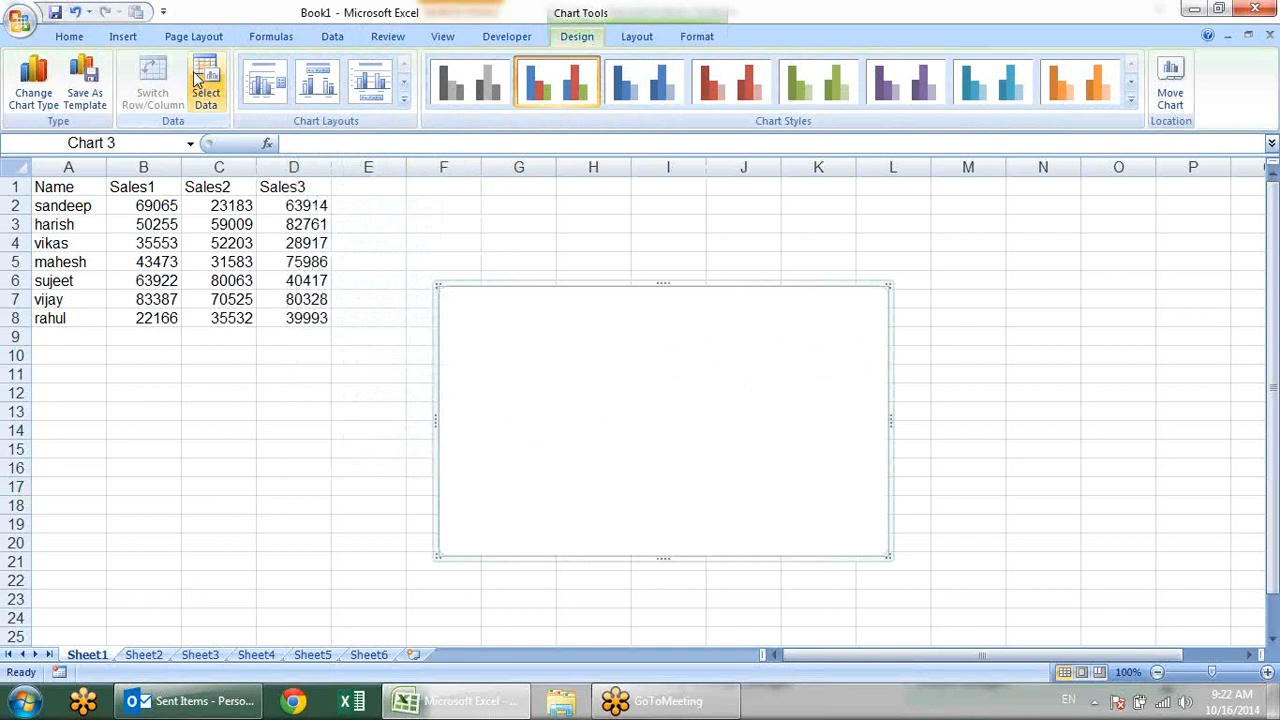 Book1 - Microsoft Excel
Chart Tools
Home Insert Page Layout Formulas Data Review View Developer Design Layout Format
Change Chart Type
Save As Template
Switch Row/Column
Select Data
Move Chart
Type Data Chart Layouts Chart Styles Location
Chart 3 fx
A B C D E F G H I J K L M N O P
1 Name Sales1 Sales2 Sales3
2 sandeep 69065 23183 63914
3 harish 50255 59009 82761
4 vikas 35553 52203 28917
5 mahesh 43473 31583 75986
6 sujeet 63922 80063 40417
7 vijay 83387 70525 80328
8 rahul 22166 35532 39993
9
10
11
12
13
14
15
16
17
18
19
20
21
22
23
24
25
Sheet1 Sheet2 Sheet3 Sheet4 Sheet5 Sheet6
Ready 100%
Sent Items - Perso... Microsoft Excel - ... GoToMeeting EN 9:22 AM
10/16/2014